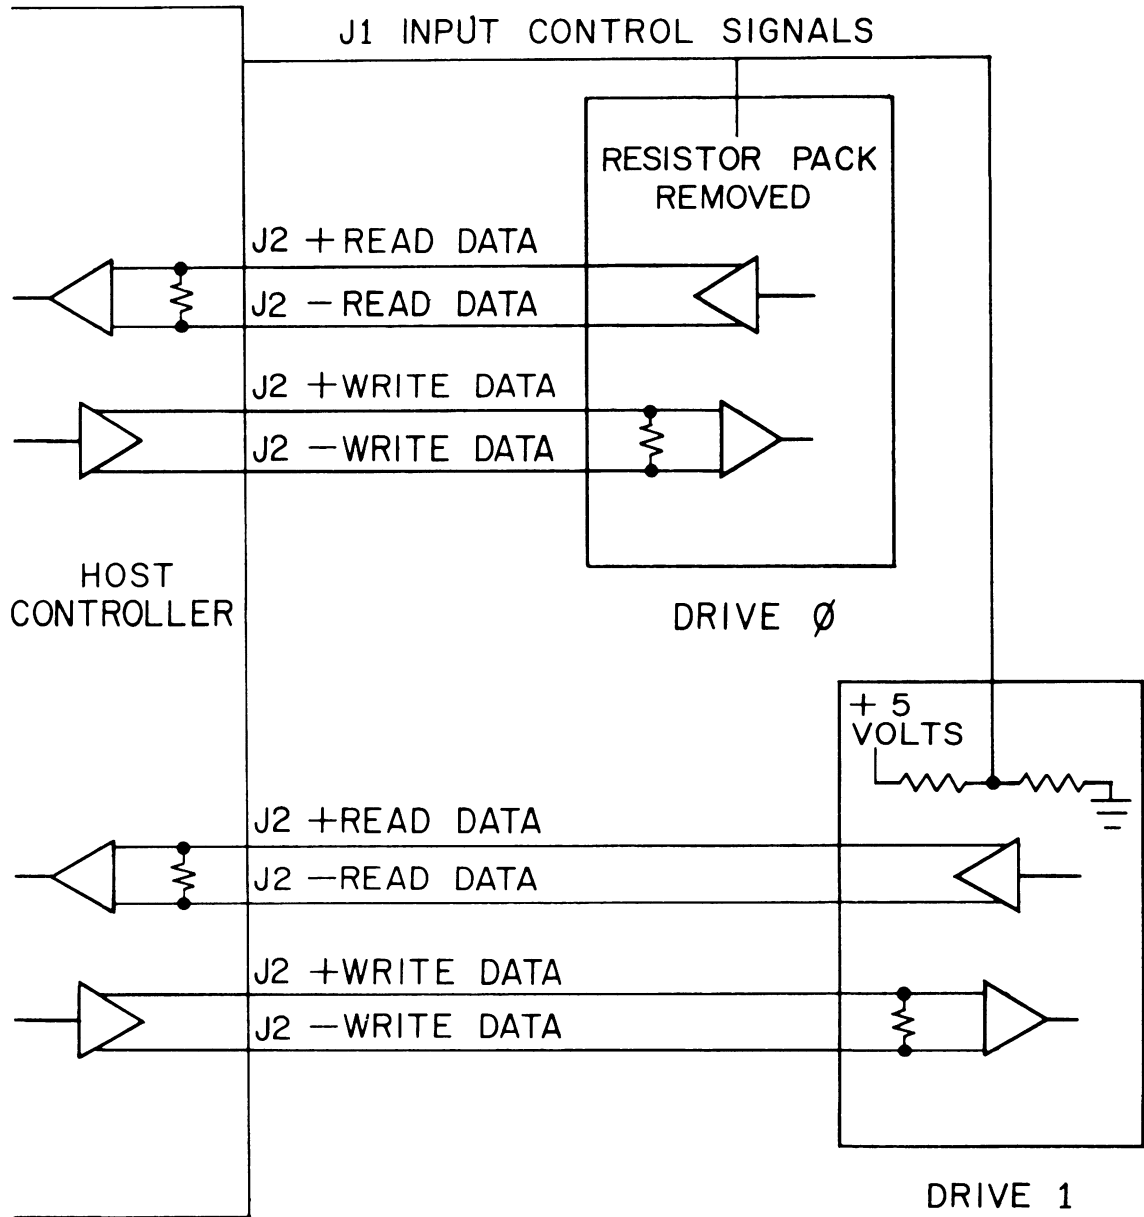 J1 INPUT CONTROL SIGNALS
RESISTOR PACK
REMOVED
J2 +READ DATA
J2 −READ DATA
J2 +WRITE DATA
J2 −WRITE DATA
HOST
CONTROLLER
DRIVE Ø
+ 5
VOLTS
J2 +READ DATA
J2 −READ DATA
J2 +WRITE DATA
J2 −WRITE DATA
DRIVE 1